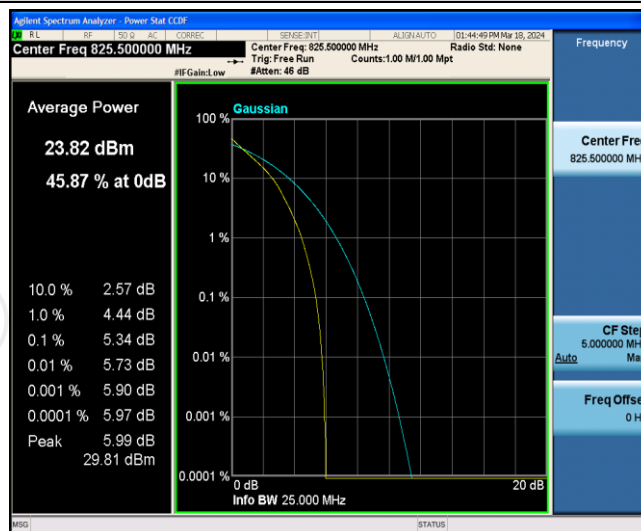 Agilent Spectrum Analyzer - Power Stat CCDF
RL RF 50 Ω AC CORREC SENSE:INT ALIGNAUTO 01:44:49 PM Mar 18, 2024
Center Freq 825.500000 MHz
Center Freq: 825.500000 MHz Radio Std: None
Trig: Free Run Counts:1.00 M/1.00 Mpt
#IFGain:Low #Atten: 46 dB
Frequency
Average Power
23.82 dBm
45.87 % at 0dB
10.0 % 2.57 dB
1.0 % 4.44 dB
0.1 % 5.34 dB
0.01 % 5.73 dB
0.001 % 5.90 dB
0.0001 % 5.97 dB
Peak 5.99 dB
29.81 dBm
Gaussian
100 %
10 %
1 %
0.1 %
0.01 %
0.001 %
0.0001 %
0 dB 20 dB
Info BW 25.000 MHz
Center Fre
825.500000 MH
CF Step
5.000000 MH
Auto Ma
Freq Offse
0 H
MSG STATUS